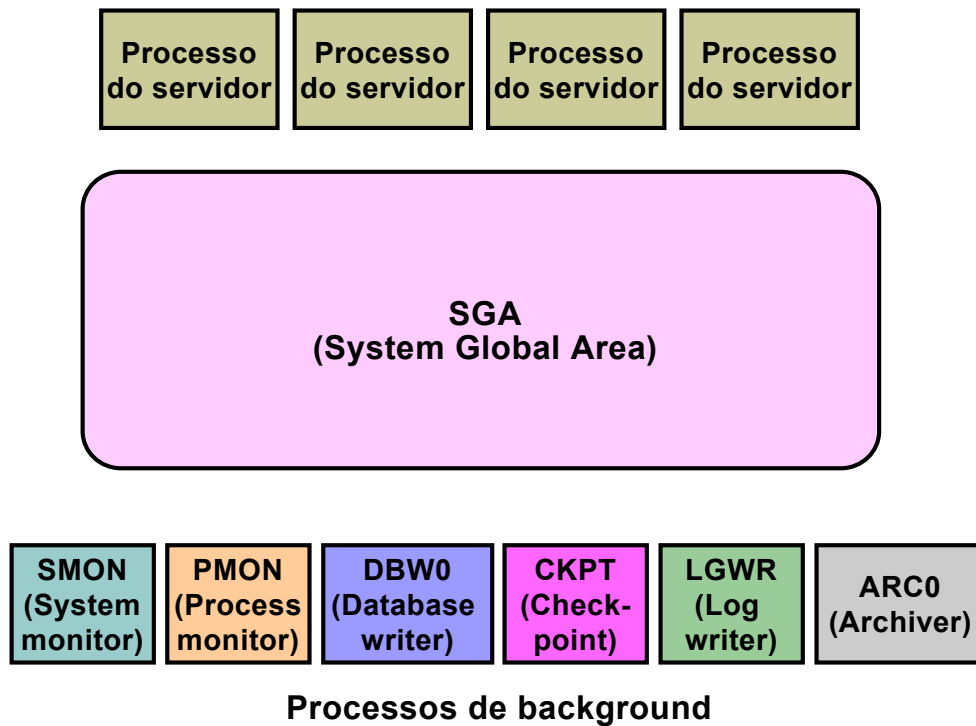 Processo
do servidor
Processo
do servidor
Processo
do servidor
Processo
do servidor
SGA
(System Global Area)
SMON
(System
monitor)
PMON
(Process
monitor)
DBW0
(Database
writer)
CKPT
(Check-
point)
LGWR
(Log
writer)
ARC0
(Archiver)
Processos de background